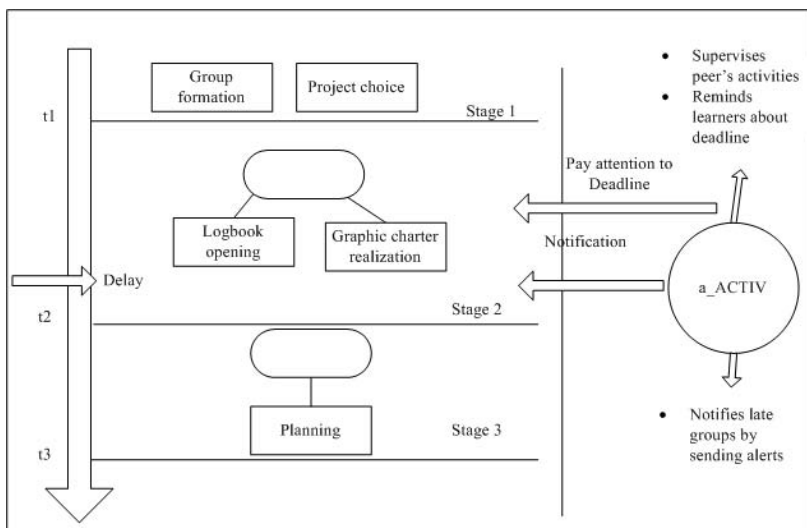 Group
formation
Project choice
t1
Stage 1
• Supervises
peer's activities
• Reminds
learners about
deadline
Pay attention to
Deadline
Logbook
opening
Graphic charter
realization
Notification
Delay
a_ACTIV
t2
Stage 2
Planning
Stage 3
t3
• Notifies late
groups by
sending alerts